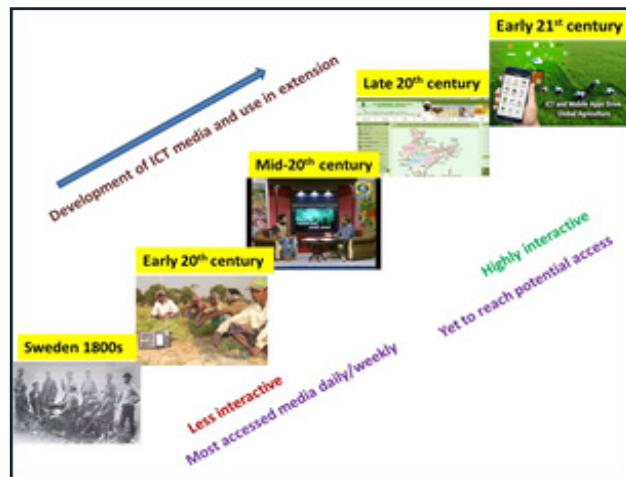 Early 21st century
ICT and Mobile Apps Drive
Global Agriculture
Late 20th century
Development of ICT media and use in extension
Mid-20th century
Early 20th century
Sweden 1800s
Highly interactive
Yet to reach potential access
Less interactive
Most accessed media daily/weekly